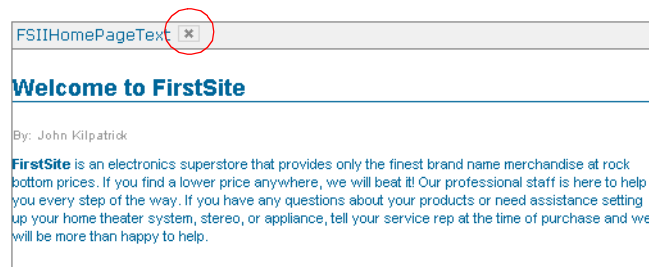 FSIIHomePageText
Welcome to FirstSite
By: John Kilpatrick
FirstSite is an electronics superstore that provides only the finest brand name merchandise at rock
bottom prices. If you find a lower price anywhere, we will beat it! Our professional staff is here to help
you every step of the way. If you have any questions about your products or need assistance setting
up your home theater system, stereo, or appliance, tell your service rep at the time of purchase and we
will be more than happy to help.